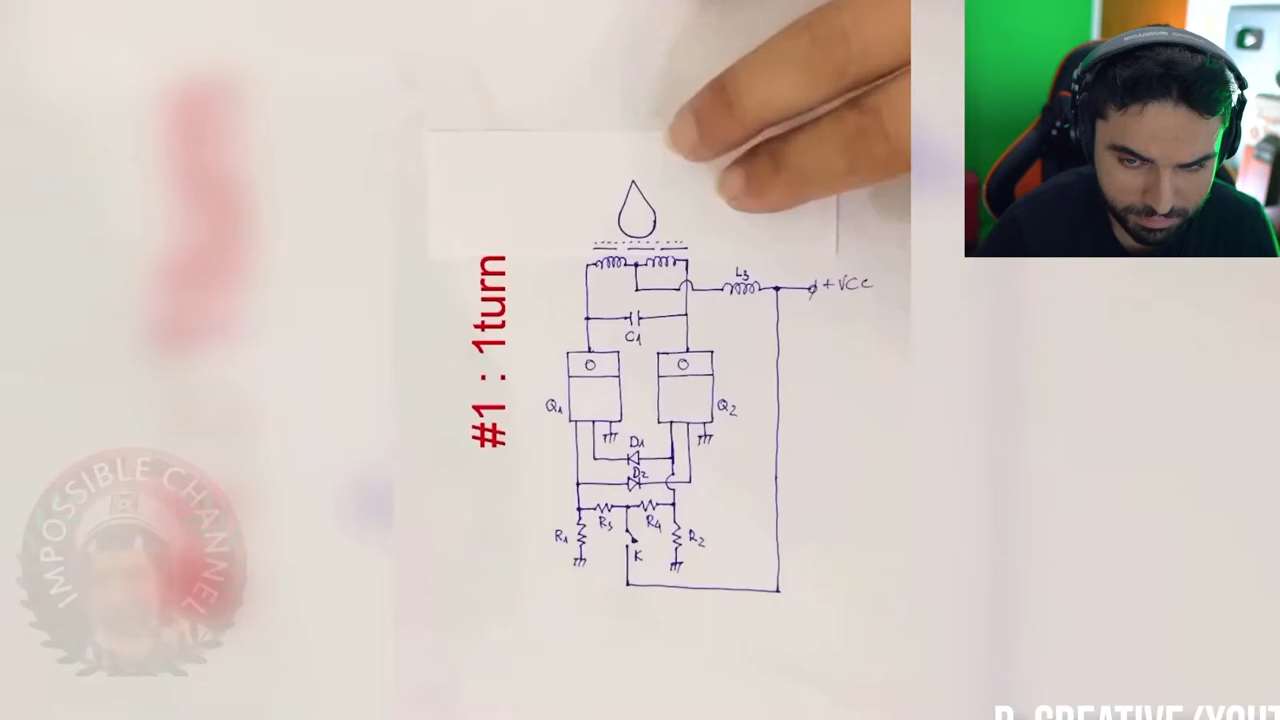 #1 : 1turn
L3
+VCC
C1
Q1
Q2
D1
D2
R3
R4
R1
R2
K
IMPOSSIBLE CHANNEL